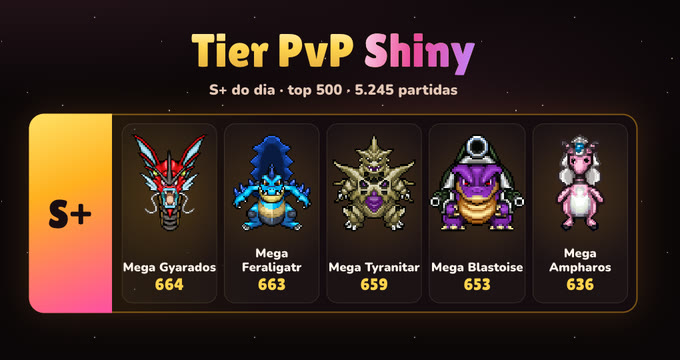 Tier PvP Shiny
S+ do dia · top 500 · 5.245 partidas
S+
Mega Gyarados
664
Mega
Feraligatr
663
Mega Tyranitar
659
Mega Blastoise
653
Mega
Ampharos
636